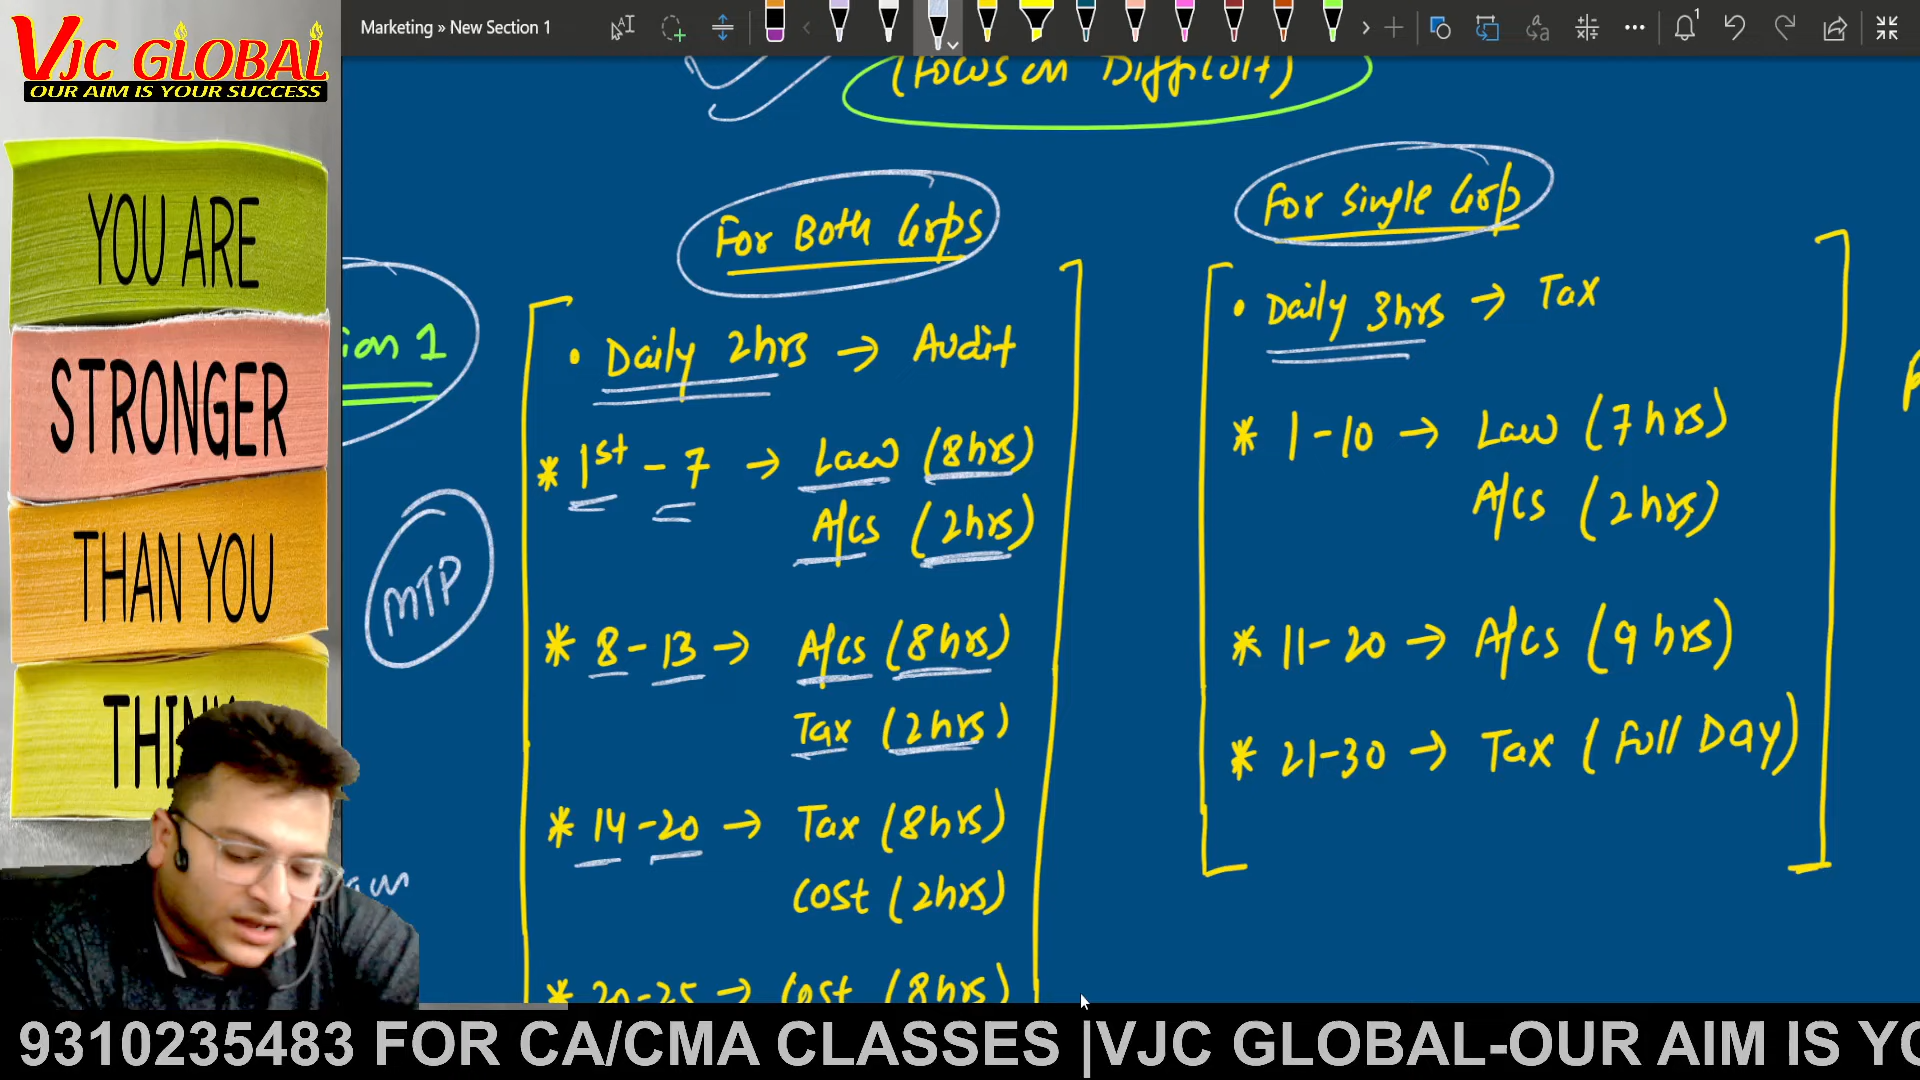 VJC GLOBAL
OUR AIM IS YOUR SUCCESS
Marketing » New Section 1
YOU ARE
STRONGER
THAN YOU
(Focus on Difficult)
For Both Grps
ion 1
MTP
• Daily 2hrs → Audit
* 1st - 7 → Law (8hrs)
A/cs (2hrs)
* 8-13 → A/cs (8hrs)
Tax (2hrs)
* 14-20 → Tax (8hrs)
Cost (2hrs)
* 20-25 → Cost (8hrs)
For Single Grp
• Daily 3hrs → Tax
* 1-10 → Law (7hrs)
A/cs (2hrs)
* 11-20 → A/cs (9hrs)
* 21-30 → Tax (Full Day)
9310235483 FOR CA/CMA CLASSES |VJC GLOBAL-OUR AIM IS YO